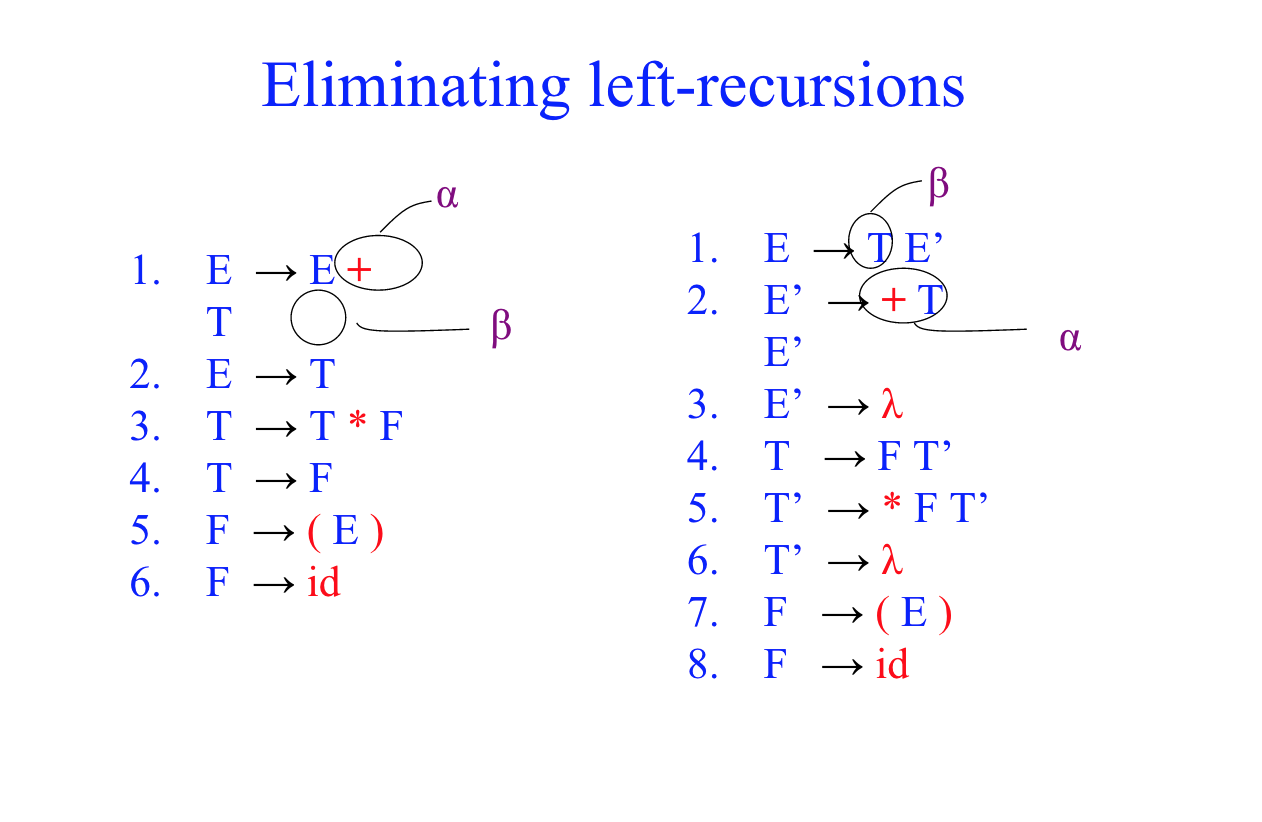 Eliminating left-recursions
α
1. E → E +
T
β
2. E → T
3. T → T * F
4. T → F
5. F → ( E )
6. F → id
β
1. E → T E’
2. E’ → + T
E’
α
3. E’ → λ
4. T → F T’
5. T’ → * F T’
6. T’ → λ
7. F → ( E )
8. F → id